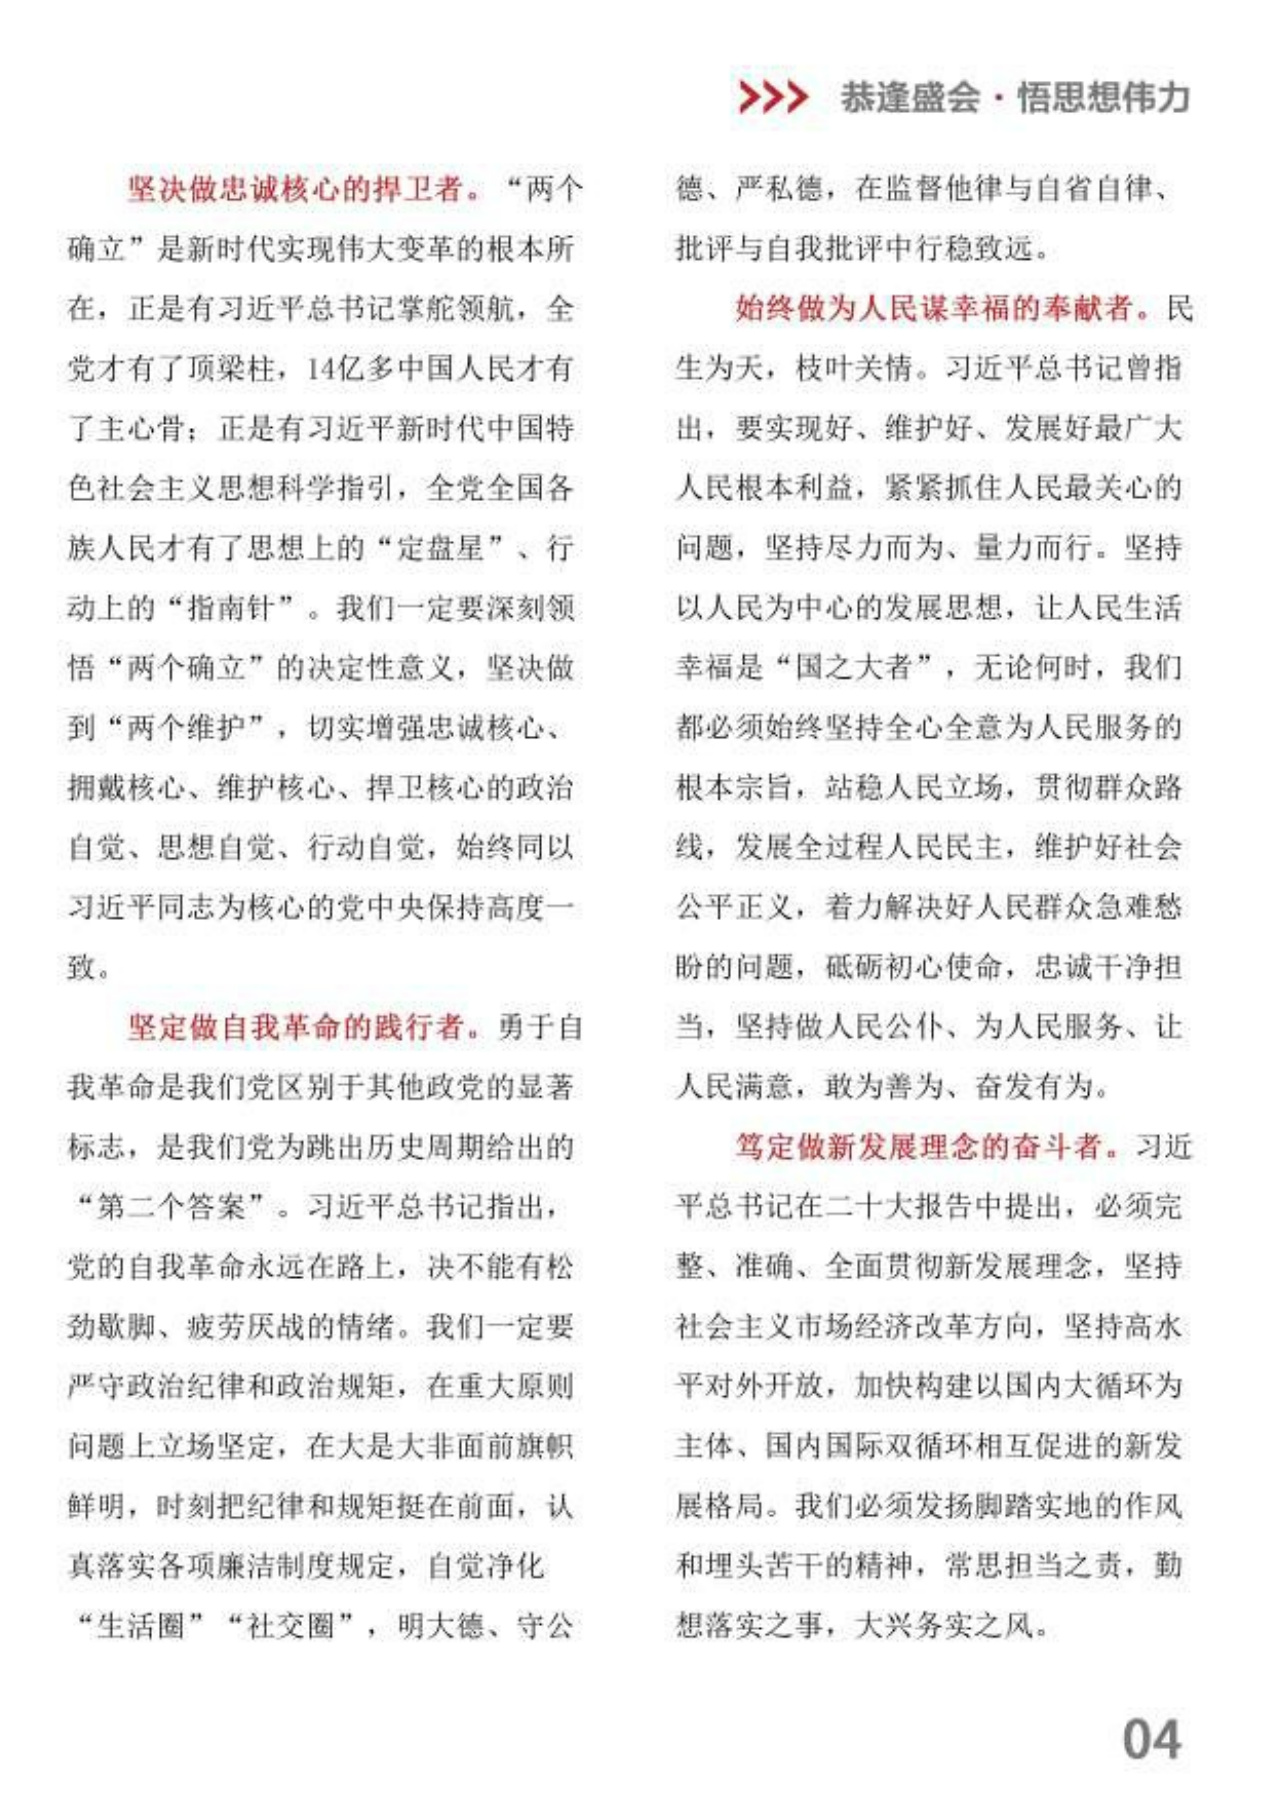 恭逢盛会·悟思想伟力
坚决做忠诚核心的捍卫者。“两个
确立”是新时代实现伟大变革的根本所
在，正是有习近平总书记掌舵领航，全
党才有了顶梁柱，14亿多中国人民才有
了主心骨；正是有习近平新时代中国特
色社会主义思想科学指引，全党全国各
族人民才有了思想上的“定盘星”、行
动上的“指南针”。我们一定要深刻领
悟“两个确立”的决定性意义，坚决做
到“两个维护”，切实增强忠诚核心、
拥戴核心、维护核心、捍卫核心的政治
自觉、思想自觉、行动自觉，始终同以
习近平同志为核心的党中央保持高度一
致。
坚定做自我革命的践行者。勇于自
我革命是我们党区别于其他政党的显著
标志，是我们党为跳出历史周期给出的
“第二个答案”。习近平总书记指出，
党的自我革命永远在路上，决不能有松
劲歇脚、疲劳厌战的情绪。我们一定要
严守政治纪律和政治规矩，在重大原则
问题上立场坚定，在大是大非面前旗帜
鲜明，时刻把纪律和规矩挺在前面，认
真落实各项廉洁制度规定，自觉净化
“生活圈”“社交圈”，明大德、守公
德、严私德，在监督他律与自省自律、
批评与自我批评中行稳致远。
始终做为人民谋幸福的奉献者。民
生为天，枝叶关情。习近平总书记曾指
出，要实现好、维护好、发展好最广大
人民根本利益，紧紧抓住人民最关心的
问题，坚持尽力而为、量力而行。坚持
以人民为中心的发展思想，让人民生活
幸福是“国之大者”，无论何时，我们
都必须始终坚持全心全意为人民服务的
根本宗旨，站稳人民立场，贯彻群众路
线，发展全过程人民民主，维护好社会
公平正义，着力解决好人民群众急难愁
盼的问题，砥砺初心使命，忠诚干净担
当，坚持做人民公仆、为人民服务、让
人民满意，敢为善为、奋发有为。
笃定做新发展理念的奋斗者。习近
平总书记在二十大报告中提出，必须完
整、准确、全面贯彻新发展理念，坚持
社会主义市场经济改革方向，坚持高水
平对外开放，加快构建以国内大循环为
主体、国内国际双循环相互促进的新发
展格局。我们必须发扬脚踏实地的作风
和埋头苦干的精神，常思担当之责，勤
想落实之事，大兴务实之风。
04